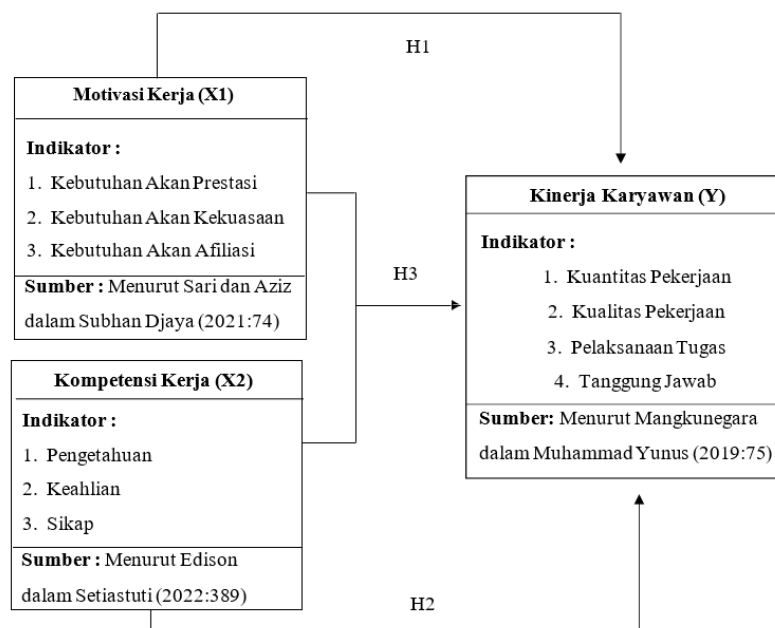 H1
Motivasi Kerja (X1)
Indikator :
1. Kebutuhan Akan Prestasi
2. Kebutuhan Akan Kekuasaan
3. Kebutuhan Akan Afiliasi
Sumber : Menurut Sari dan Aziz
dalam Subhan Djaya (2021:74)
H3
Kompetensi Kerja (X2)
Indikator :
1. Pengetahuan
2. Keahlian
3. Sikap
Sumber : Menurut Edison
dalam Setiastuti (2022:389)
H2
Kinerja Karyawan (Y)
Indikator :
1. Kuantitas Pekerjaan
2. Kualitas Pekerjaan
3. Pelaksanaan Tugas
4. Tanggung Jawab
Sumber: Menurut Mangkunegara
dalam Muhammad Yunus (2019:75)